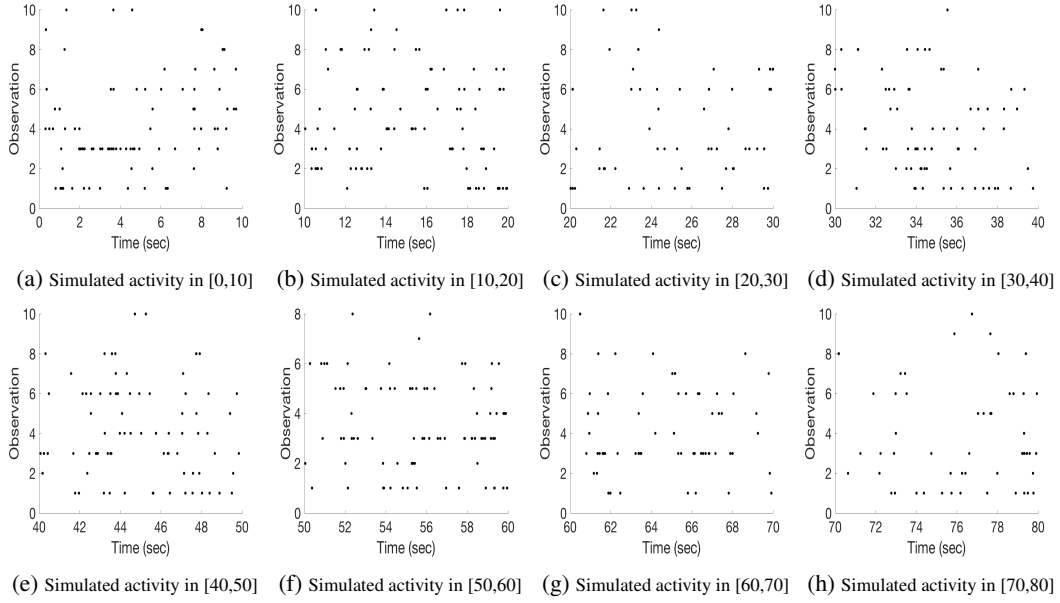 10
8
6
4
2
0
Observation
0 2 4 6 8 10
Time (sec)
(a) Simulated activity in [0,10]
10
8
6
4
2
0
Observation
10 12 14 16 18 20
Time (sec)
(b) Simulated activity in [10,20]
10
8
6
4
2
0
Observation
20 22 24 26 28 30
Time (sec)
(c) Simulated activity in [20,30]
10
8
6
4
2
0
Observation
30 32 34 36 38 40
Time (sec)
(d) Simulated activity in [30,40]
10
8
6
4
2
0
Observation
40 42 44 46 48 50
Time (sec)
(e) Simulated activity in [40,50]
8
6
4
2
0
Observation
50 52 54 56 58 60
Time (sec)
(f) Simulated activity in [50,60]
10
8
6
4
2
0
Observation
60 62 64 66 68 70
Time (sec)
(g) Simulated activity in [60,70]
10
8
6
4
2
0
Observation
70 72 74 76 78 80
Time (sec)
(h) Simulated activity in [70,80]